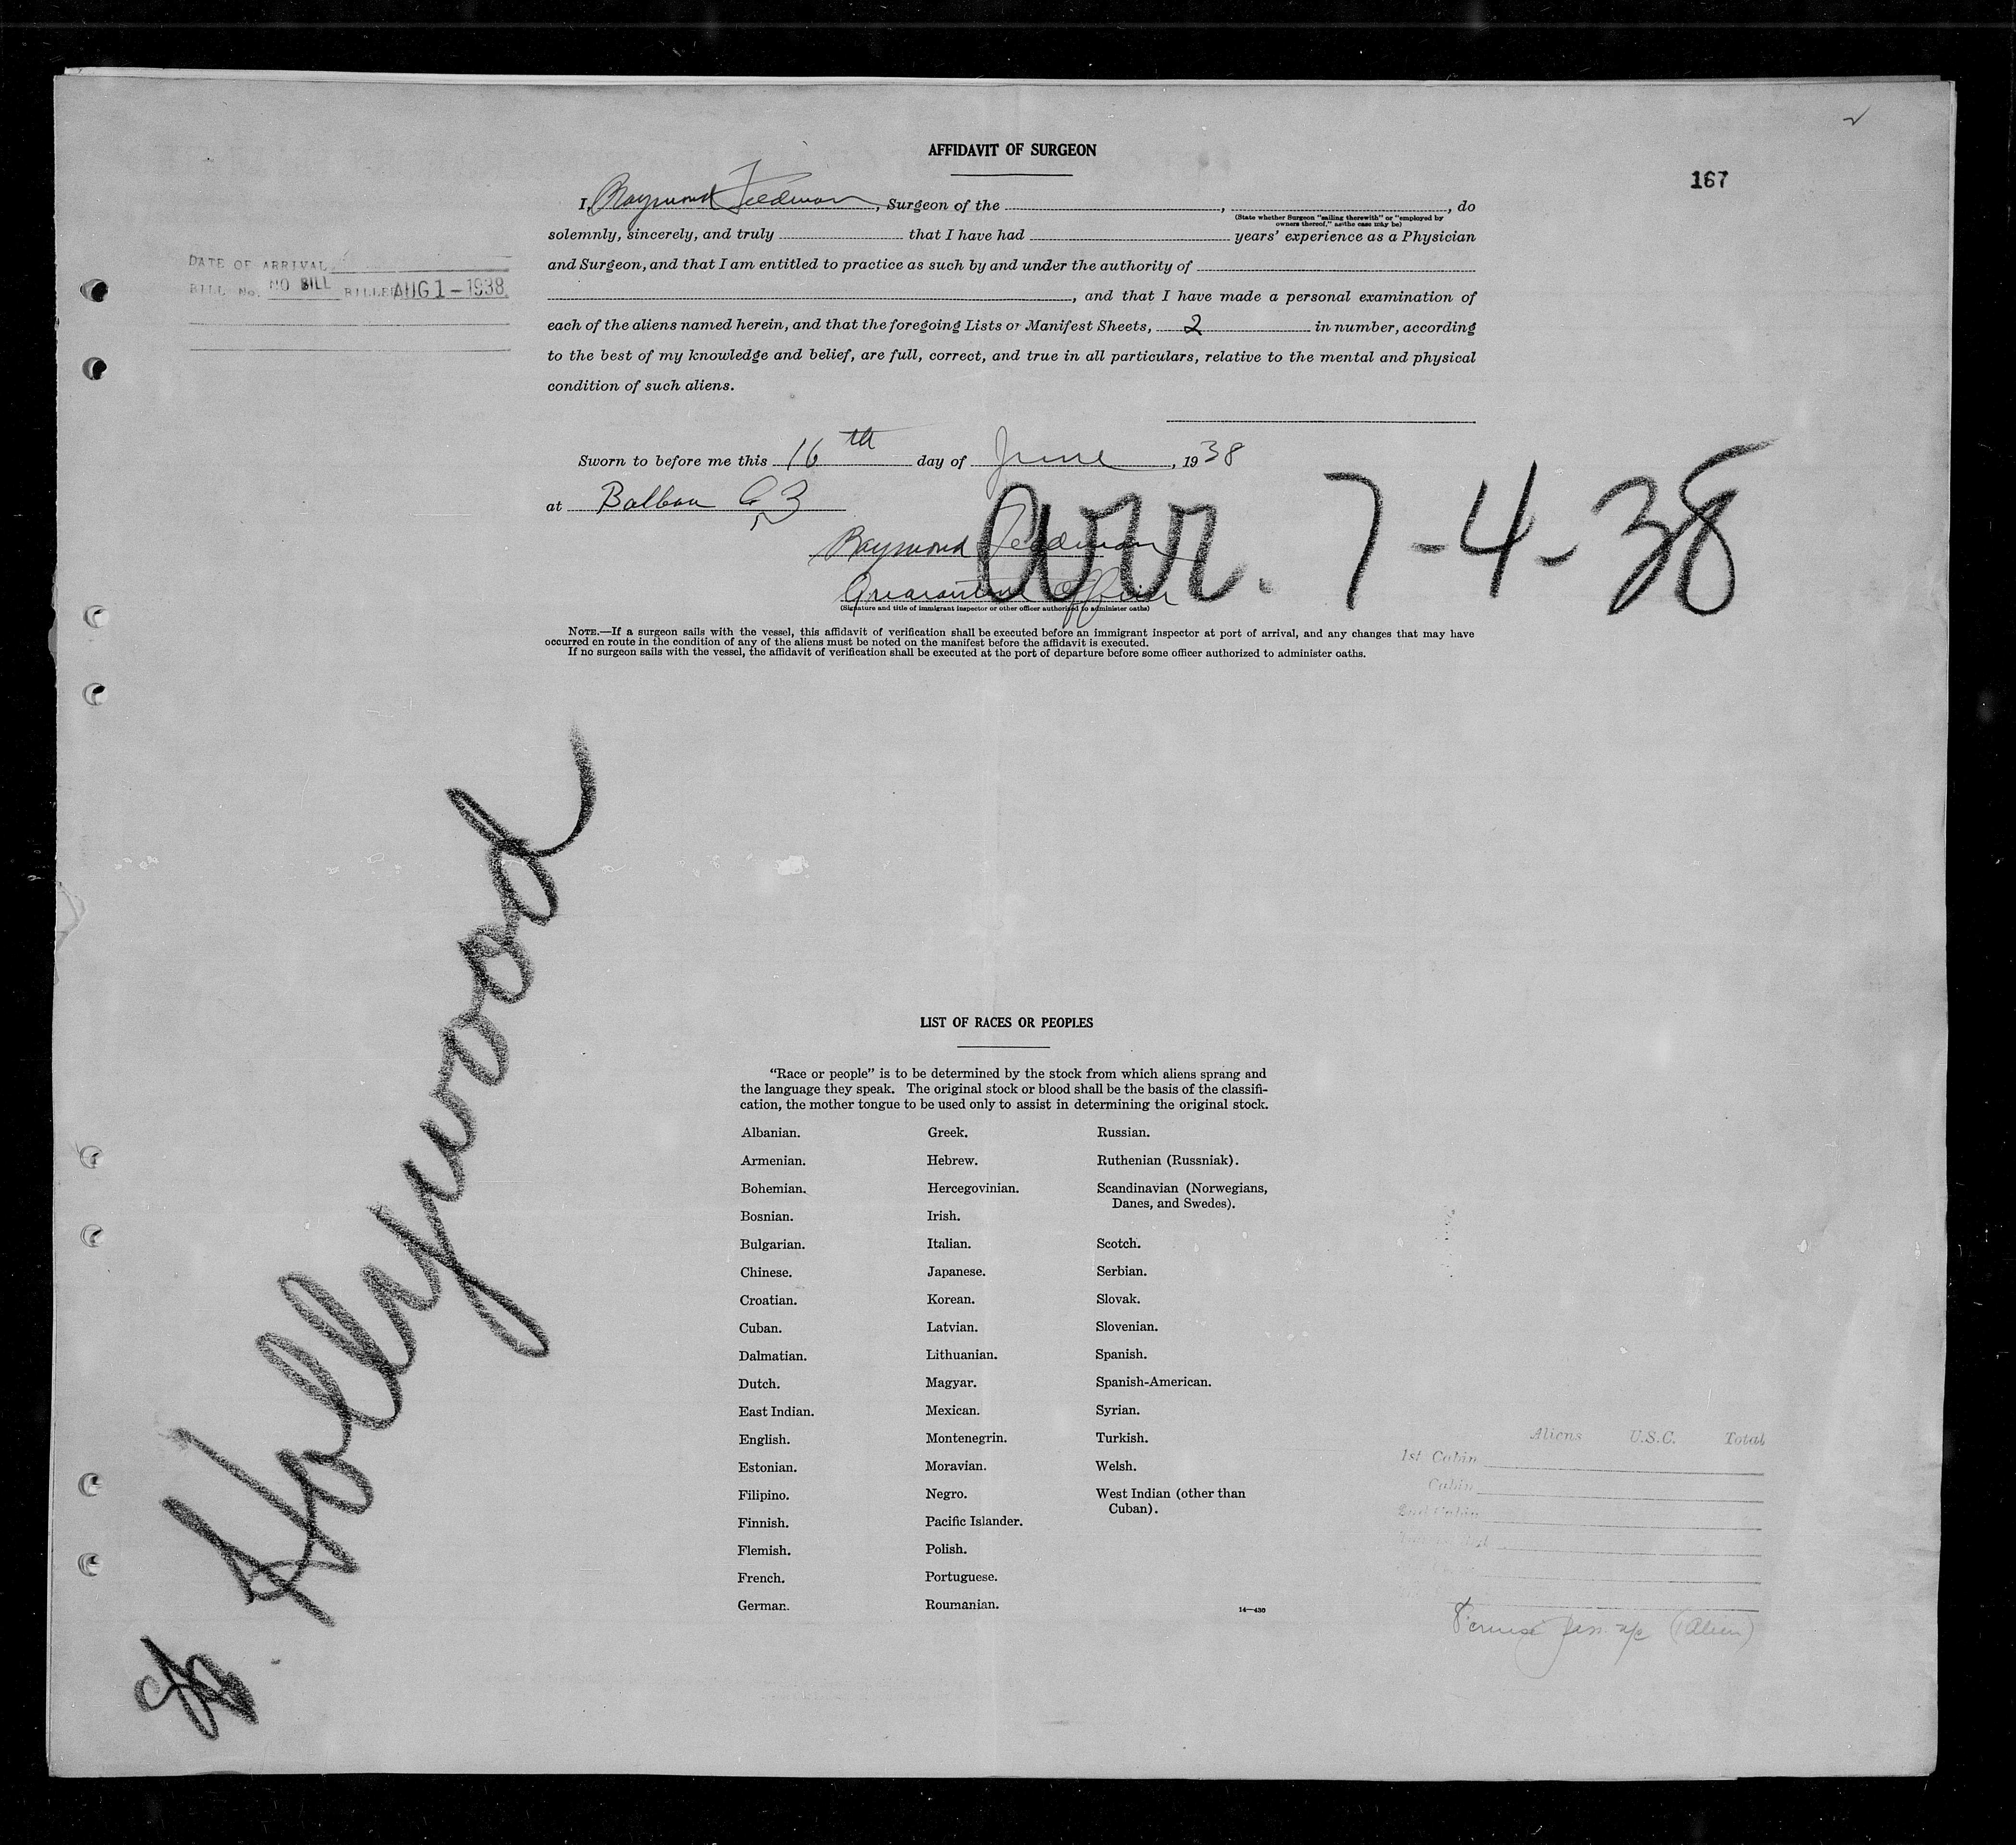 AFFIDAVIT OF SURGEON
167
I, Raymond, Surgeon of the , , do
(State whether Surgeon "sailing therewith" or "employed by
owners thereof," as the case may be)
solemnly, sincerely, and truly that I have had years' experience as a Physician
and Surgeon, and that I am entitled to practice as such by and under the authority of
, and that I have made a personal examination of
each of the aliens named herein, and that the foregoing Lists or Manifest Sheets, 2 in number, according
to the best of my knowledge and belief, are full, correct, and true in all particulars, relative to the mental and physical
condition of such aliens.
DATE OF ARRIVAL
BILL No. NO BILL BILLED AUG 1 - 1938
Sworn to before me this 16th day of June, 1938
at Balboa C Z
Raymond
Quarantine Officer
(Signature and title of immigrant inspector or other officer authorized to administer oaths)
Arr. 7-4-38
NOTE.—If a surgeon sails with the vessel, this affidavit of verification shall be executed before an immigrant inspector at port of arrival, and any changes that may have
occurred en route in the condition of any of the aliens must be noted on the manifest before the affidavit is executed.
If no surgeon sails with the vessel, the affidavit of verification shall be executed at the port of departure before some officer authorized to administer oaths.
Hollywood
LIST OF RACES OR PEOPLES
"Race or people" is to be determined by the stock from which aliens sprang and
the language they speak. The original stock or blood shall be the basis of the classifi-
cation, the mother tongue to be used only to assist in determining the original stock.
Albanian.
Armenian.
Bohemian.
Bosnian.
Bulgarian.
Chinese.
Croatian.
Cuban.
Dalmatian.
Dutch.
East Indian.
English.
Estonian.
Filipino.
Finnish.
Flemish.
French.
German.
Greek.
Hebrew.
Hercegovinian.
Irish.
Italian.
Japanese.
Korean.
Latvian.
Lithuanian.
Magyar.
Mexican.
Montenegrin.
Moravian.
Negro.
Pacific Islander.
Polish.
Portuguese.
Roumanian.
Russian.
Ruthenian (Russniak).
Scandinavian (Norwegians,
Danes, and Swedes).
Scotch.
Serbian.
Slovak.
Slovenian.
Spanish.
Spanish-American.
Syrian.
Turkish.
Welsh.
West Indian (other than
Cuban).
14—430
Aliens U.S.C. Total
1st Cabin
Cabin
2nd Cabin
(1 Alien)